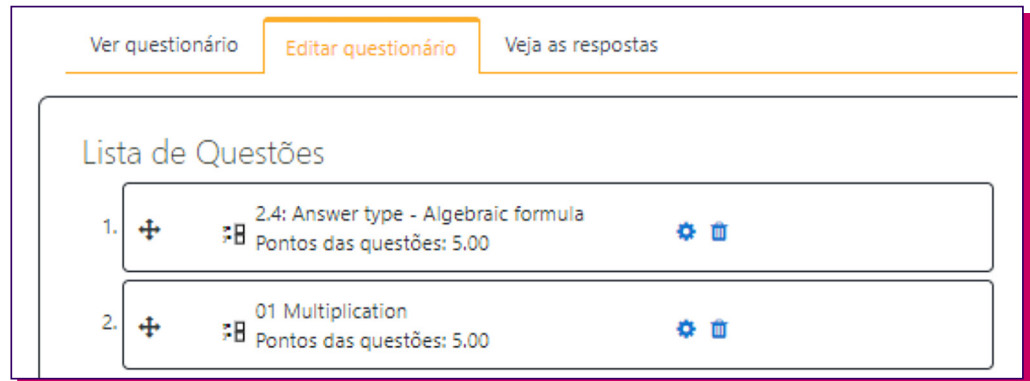 Ver questionário Editar questionário Veja as respostas
Lista de Questões
1. 2.4: Answer type - Algebraic formula
Pontos das questões: 5.00
2. 01 Multiplication
Pontos das questões: 5.00